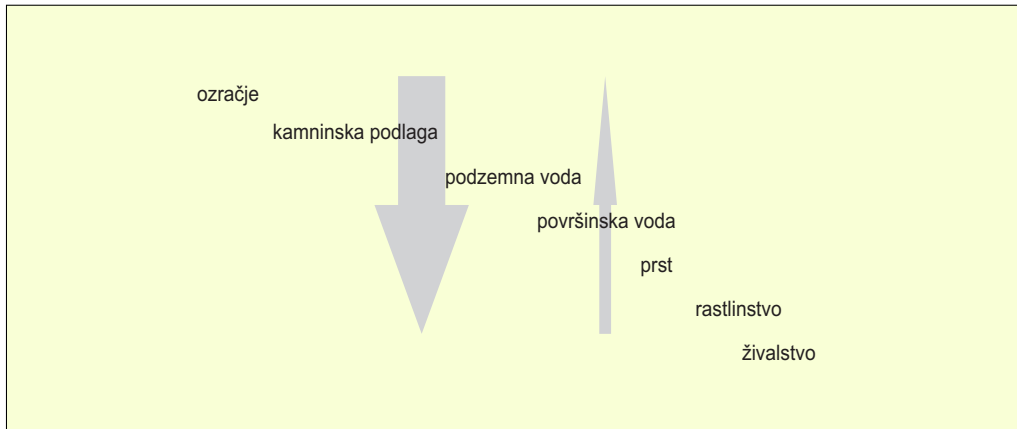 ozračje
kamninska podlaga
podzemna voda
površinska voda
prst
rastlinstvo
živalstvo